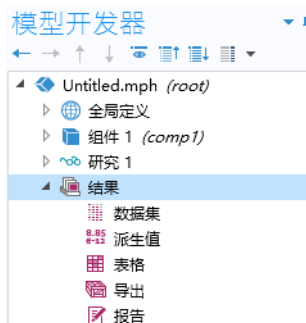 模型开发器
Untitled.mph (root)
全局定义
组件 1 (comp1)
研究 1
结果
数据集
8.85
e-12 派生值
表格
导出
报告